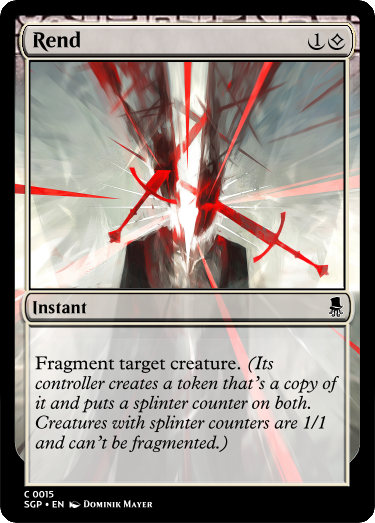 Rend 1
Instant
Fragment target creature. (Its
controller creates a token that's a copy of
it and puts a splinter counter on both.
Creatures with splinter counters are 1/1
and can't be fragmented.)
C 0015
SGP • EN Dominik Mayer